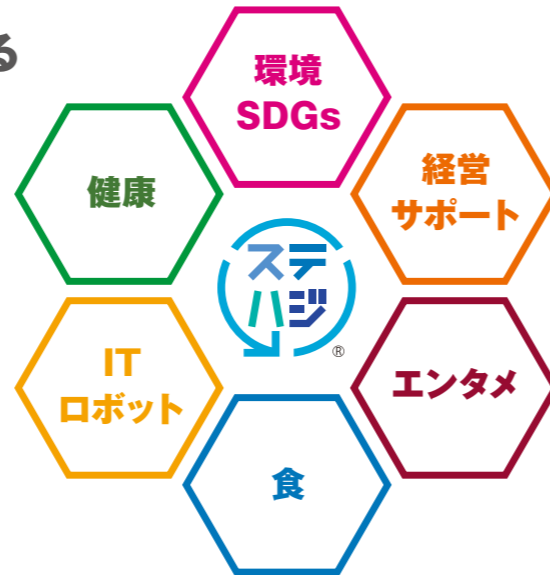 る
環境
SDGs
経営
サポート
健康
ステ
ハジ
®
IT
ロボット
エンタメ
食